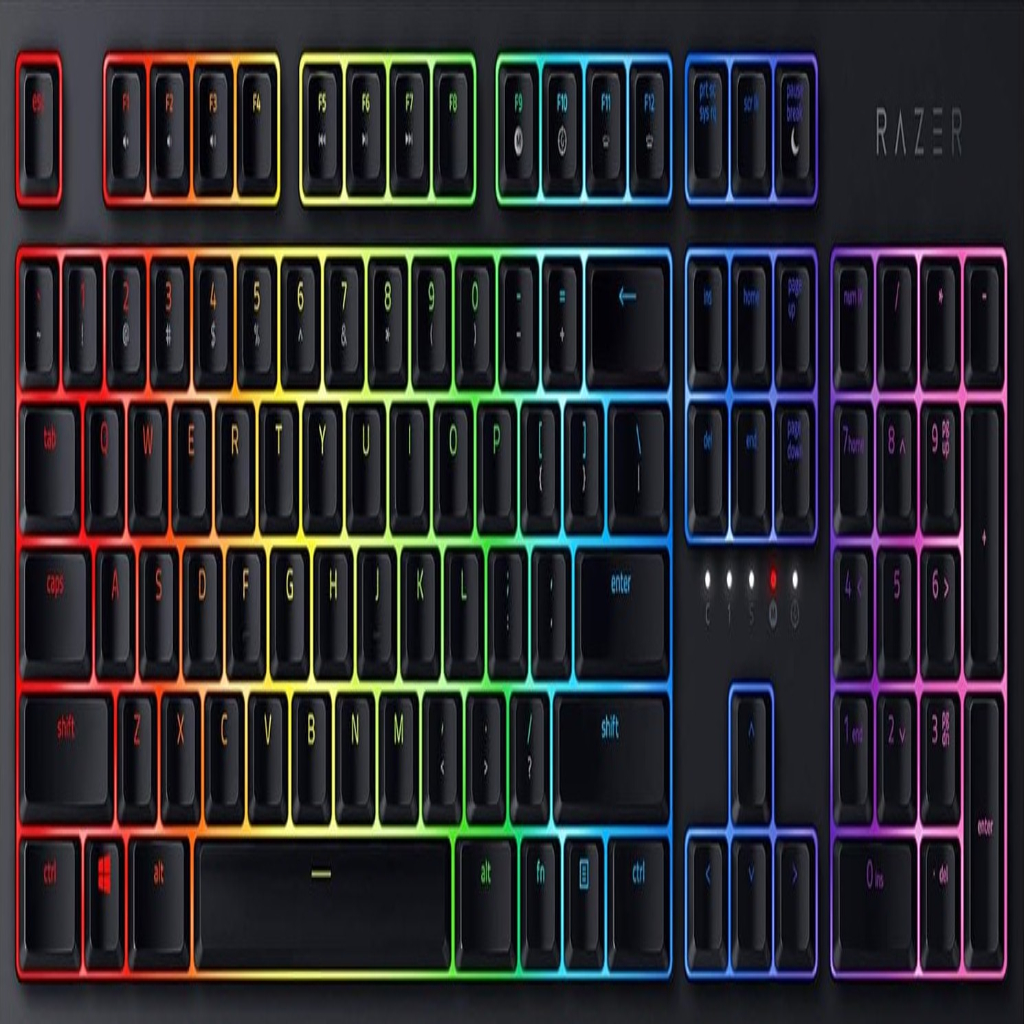 esc F1 F2 F3 F4 F5 F6 F7 F8 F9 F10 F11 F12 prt sc scr lk pause
sys rq break
RAZER
1 2 3 4 5 6 7 8 9 0 - = ← ins home page num lk / * -
! @ # $ % ^ & * ( ) - + up
tab Q W E R T Y U I O P [ ] \ del end page 7 home 8 ^ 9 pg up
{ } | down
caps A S D F G H J K L ; ' enter 4 < 5 6 > +
C 1 S
shift Z X C V B N M , . / shift ^ 1 end 2 v 3 pg dn
< > ?
ctrl alt alt fn ctrl < v > 0 ins . del enter